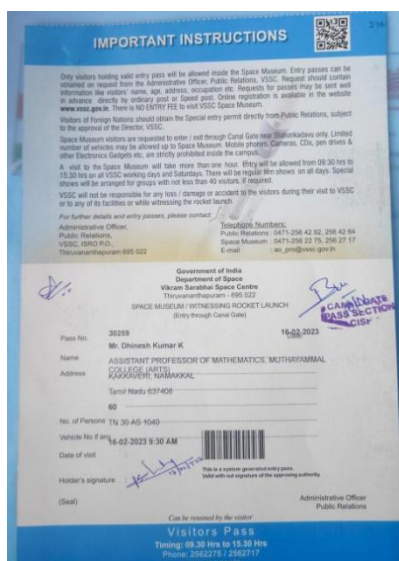 2/16
IMPORTANT INSTRUCTIONS
Only visitors holding valid entry pass will be allowed inside the Space Museum. Entry passes can be
obtained on request from the Administrative Officer, Public Relations, VSSC. Request should contain
information like visitors' name, age, address, occupation etc. Requests for passes may be sent well
in advance directly by ordinary post or Speed post. Online registration is available in the website
www.vssc.gov.in. There is NO ENTRY FEE to visit VSSC Space Museum.
Visitors of Foreign Nations should obtain the Special entry permit directly from Public Relations, subject
to the approval of the Director, VSSC.
Space Museum visitors are requested to enter / exit through Canal Gate near Stationkadavu only. Limited
number of vehicles may be allowed up to Space Museum. Mobile phones, Cameras, CDs, pen drives &
other Electronics Gadgets etc, are strictly prohibited inside the campus.
A visit to the Space Museum will take more than one hour. Entry will be allowed from 09.30 hrs to
15.30 hrs on all VSSC working days and Saturdays. There will be regular film shows on all days. Special
shows will be arranged for groups with not less than 40 visitors, if required.
VSSC will not be responsible for any loss / damage or accident to the visitors during their visit to VSSC
or to any of its facilities or while witnessing the rocket launch.
For further details and entry passes, please contact
Administrative Officer, Telephone Numbers:
Public Relations, Public Relations : 0471-256 42 92, 256 42 64
VSSC, ISRO P.O., Space Museum : 0471-256 22 75, 256 27 17
Thiruvananthapuram 695 022 E-mail : ao_pro@vssc.gov.in
Government of India
Department of Space
Vikram Sarabhai Space Centre
Thiruvananthapuram - 695 022
SPACE MUSEUM / WITNESSING ROCKET LAUNCH
(Entry through Canal Gate)
CANAL GATE
PASS SECTION
CISF
Pass No. 30259 16-02-2023
Mr. Dhinesh Kumar K
Name ASSISTANT PROFESSOR OF MATHEMATICS, MUTHAYAMMAL
COLLEGE (ARTS)
Address KAKKAVERI, NAMAKKAL
Tamil Nadu 637408
60
No. of Persons TN 30-AS-1040
Vehicle No if any 16-02-2023 9:30 AM
Date of visit :
This is a system generated entry pass.
Valid with out signature of the approving authority.
Holder's signature :
(Seal) Administrative Officer
Public Relations
Can be retained by the visitor
Visitors Pass
Timing: 09.30 Hrs to 15.30 Hrs
Phone: 2562275 / 2562717